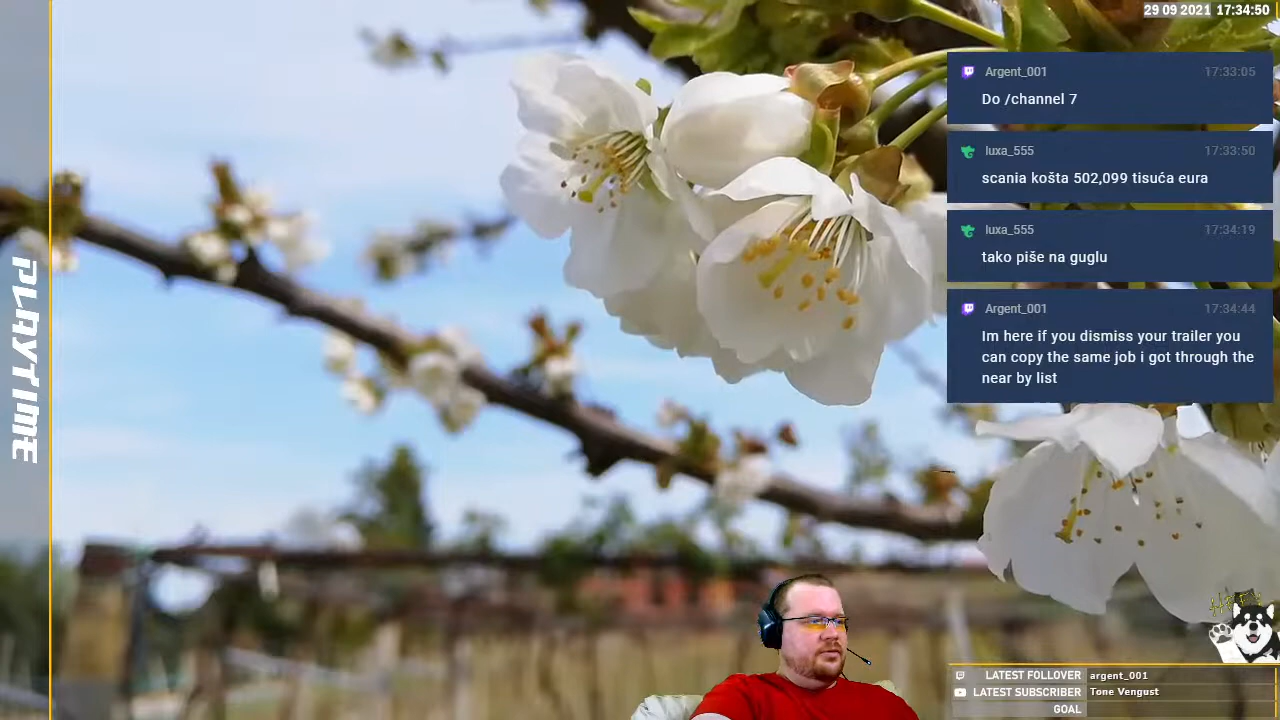 29 09 2021 17:34:50
Argent_001 17:33:05
Do /channel 7
luxa_555 17:33:50
scania košta 502,099 tisuća eura
luxa_555 17:34:19
tako piše na guglu
Argent_001 17:34:44
Im here if you dismiss your trailer you
can copy the same job i got through the
near by list
PLAYTIME
LATEST FOLLOWER argent_001
LATEST SUBSCRIBER Tone Vengust
GOAL